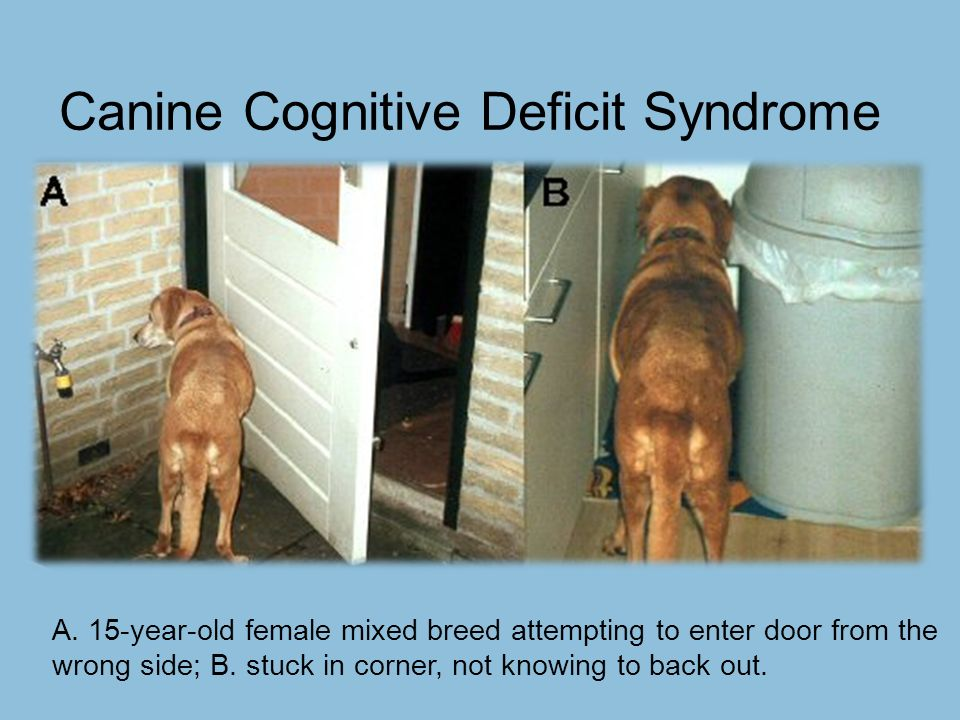 Canine Cognitive Deficit Syndrome
A B
A. 15-year-old female mixed breed attempting to enter door from the
wrong side; B. stuck in corner, not knowing to back out.